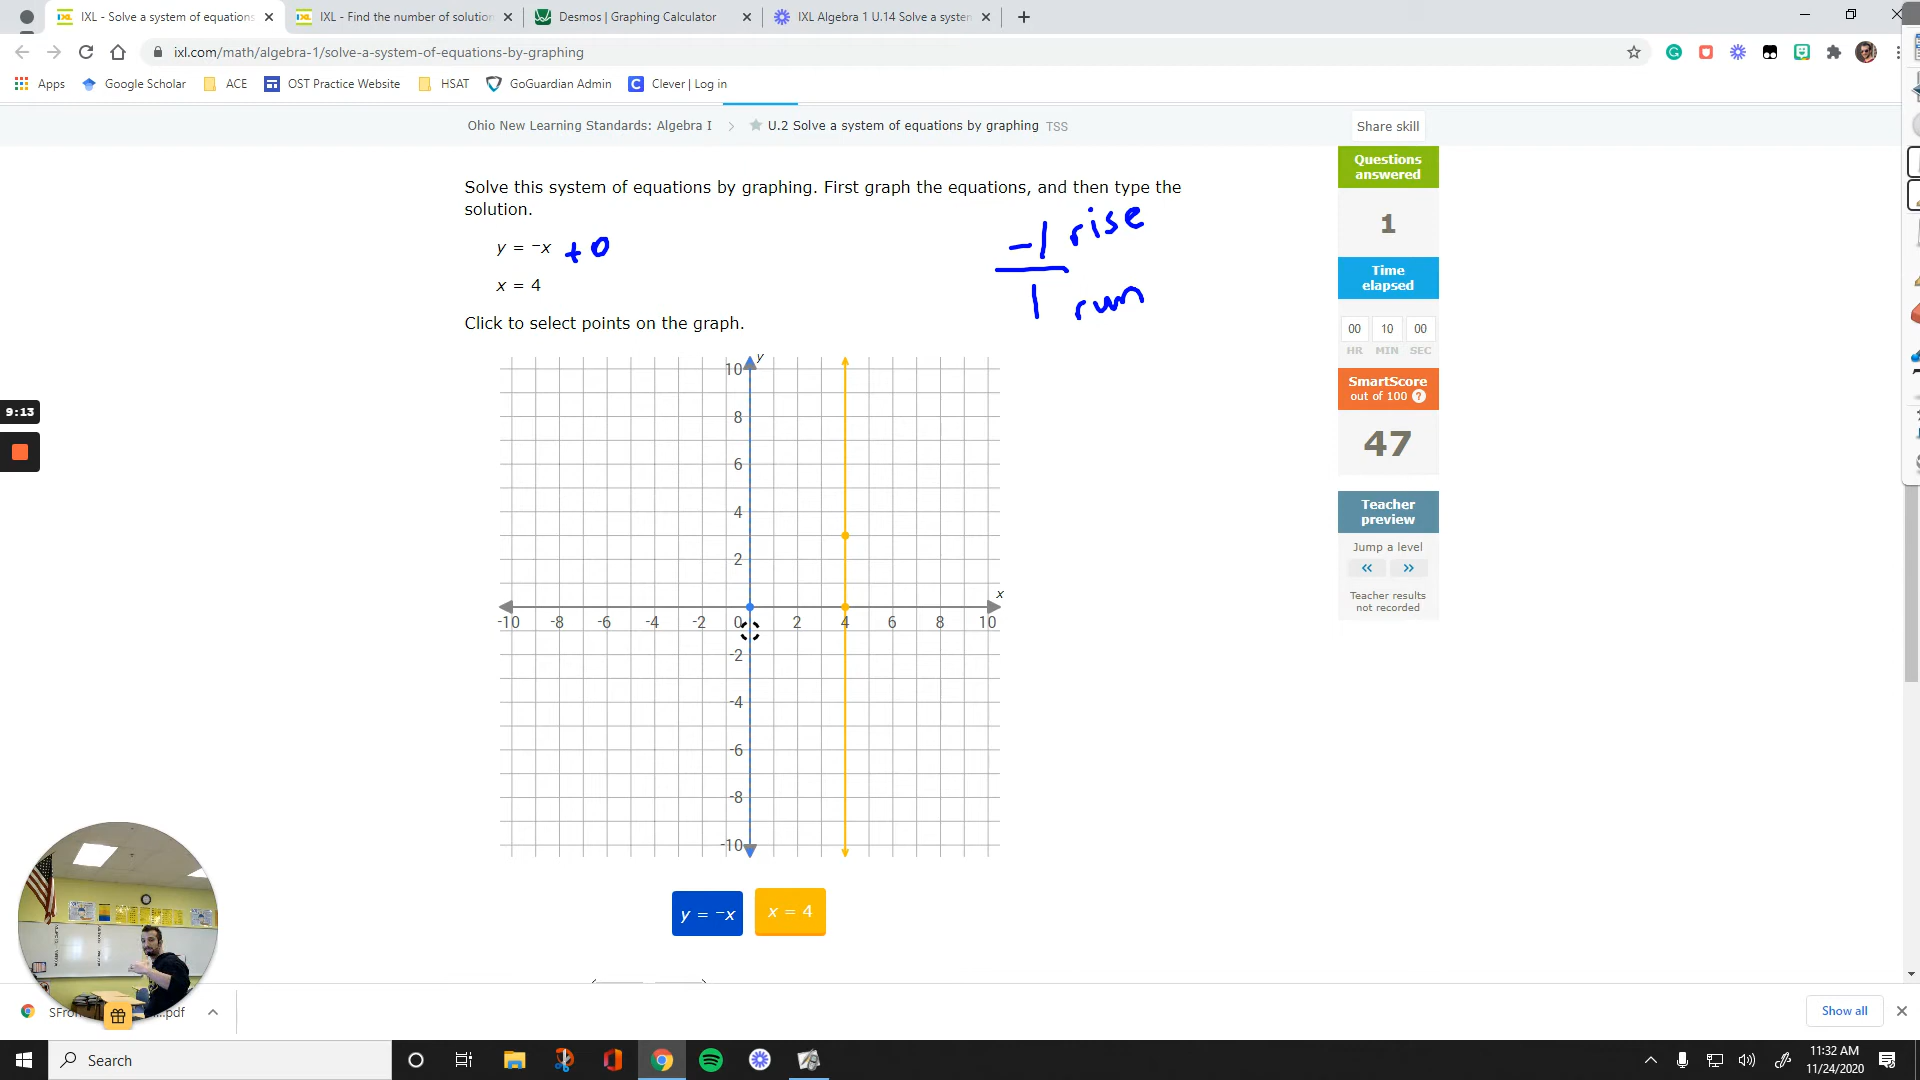 IXL - Solve a system of equations
IXL - Find the number of solution
Desmos | Graphing Calculator
IXL Algebra 1 U.14 Solve a system
ixl.com/math/algebra-1/solve-a-system-of-equations-by-graphing
Apps
Google Scholar
ACE
OST Practice Website
HSAT
GoGuardian Admin
Clever | Log in
Ohio New Learning Standards: Algebra I
U.2 Solve a system of equations by graphing TSS
Share skill
Solve this system of equations by graphing. First graph the equations, and then type the
solution.
y = -x + 0
x = 4
-1 rise
1 run
Click to select points on the graph.
Questions
answered
1
Time
elapsed
00 10 00
HR MIN SEC
SmartScore
out of 100 ?
47
Teacher
preview
Jump a level
« »
Teacher results
not recorded
9:13
y
10
8
6
4
2
x
-10 -8 -6 -4 -2 0 2 4 6 8 10
-2
-4
-6
-8
-10
y = -x
x = 4
SFro
...pdf
Show all
Search
11:32 AM
11/24/2020